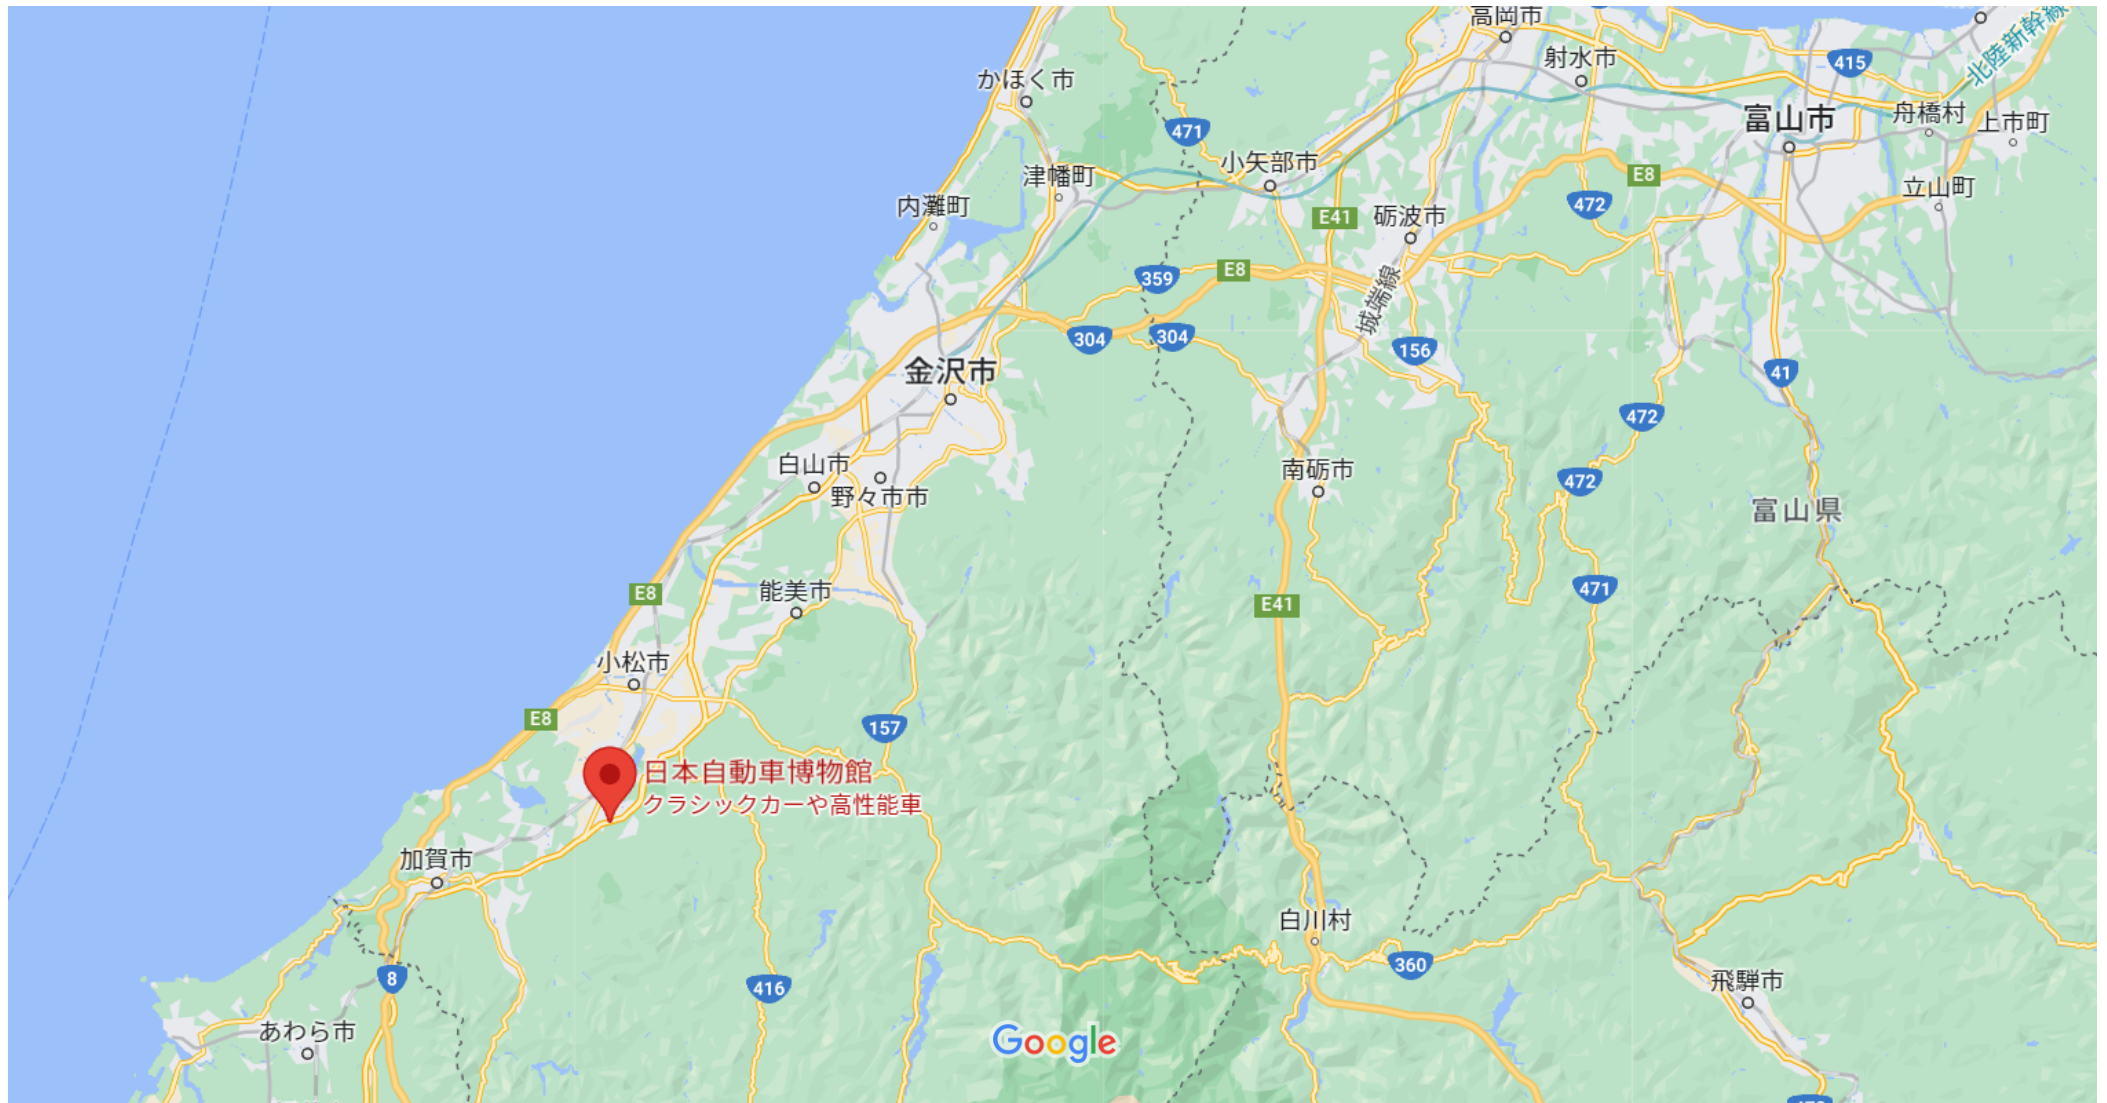 高岡市
射水市
北陸新幹線
415
かほく市
富山市
舟橋村
上市町
471
小矢部市
津幡町
E8
立山町
内灘町
E41
砺波市
472
359
E8
城端線
304
304
156
金沢市
41
472
白山市
野々市市
南砺市
472
富山県
E8
能美市
E41
471
小松市
E8
157
日本自動車博物館
クラシックカーや高性能車
加賀市
白川村
8
416
360
飛騨市
あわら市
Google